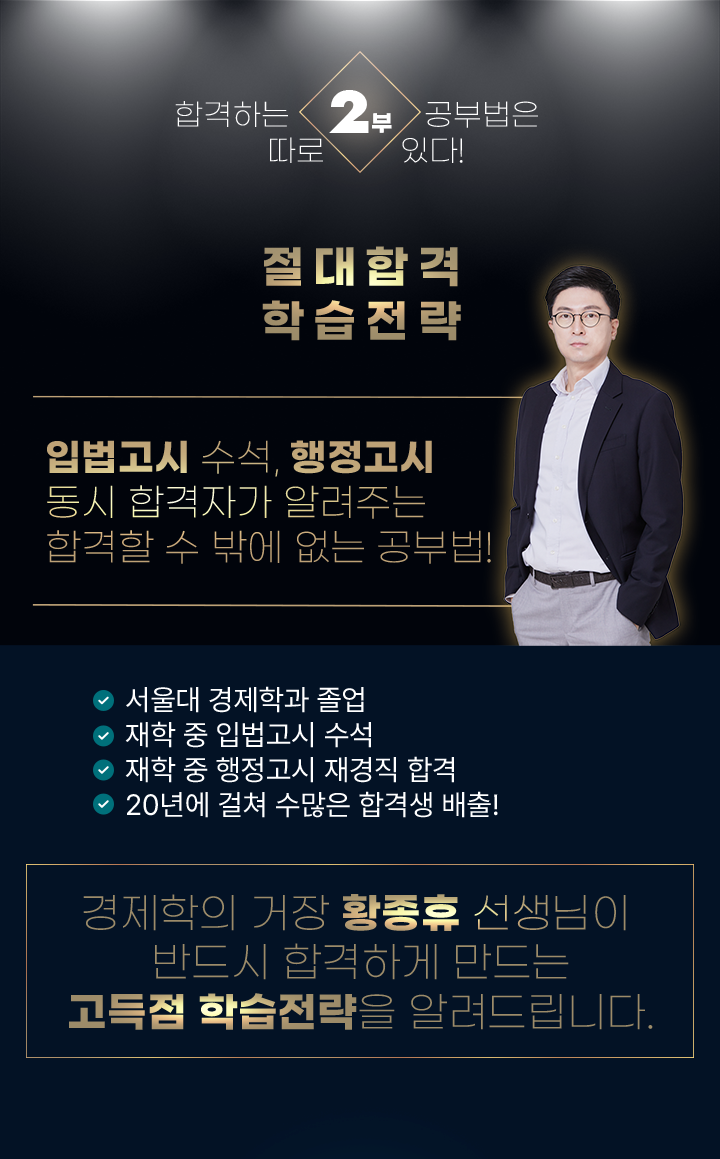 합격하는 2부 공부법은
따로 있다!
절대합격
학습전략
입법고시 수석, 행정고시
동시 합격자가 알려주는
합격할 수 밖에 없는 공부법!
서울대 경제학과 졸업
재학 중 입법고시 수석
재학 중 행정고시 재경직 합격
20년에 걸쳐 수많은 합격생 배출!
경제학의 거장 황종휴 선생님이
반드시 합격하게 만드는
고득점 학습전략을 알려드립니다.